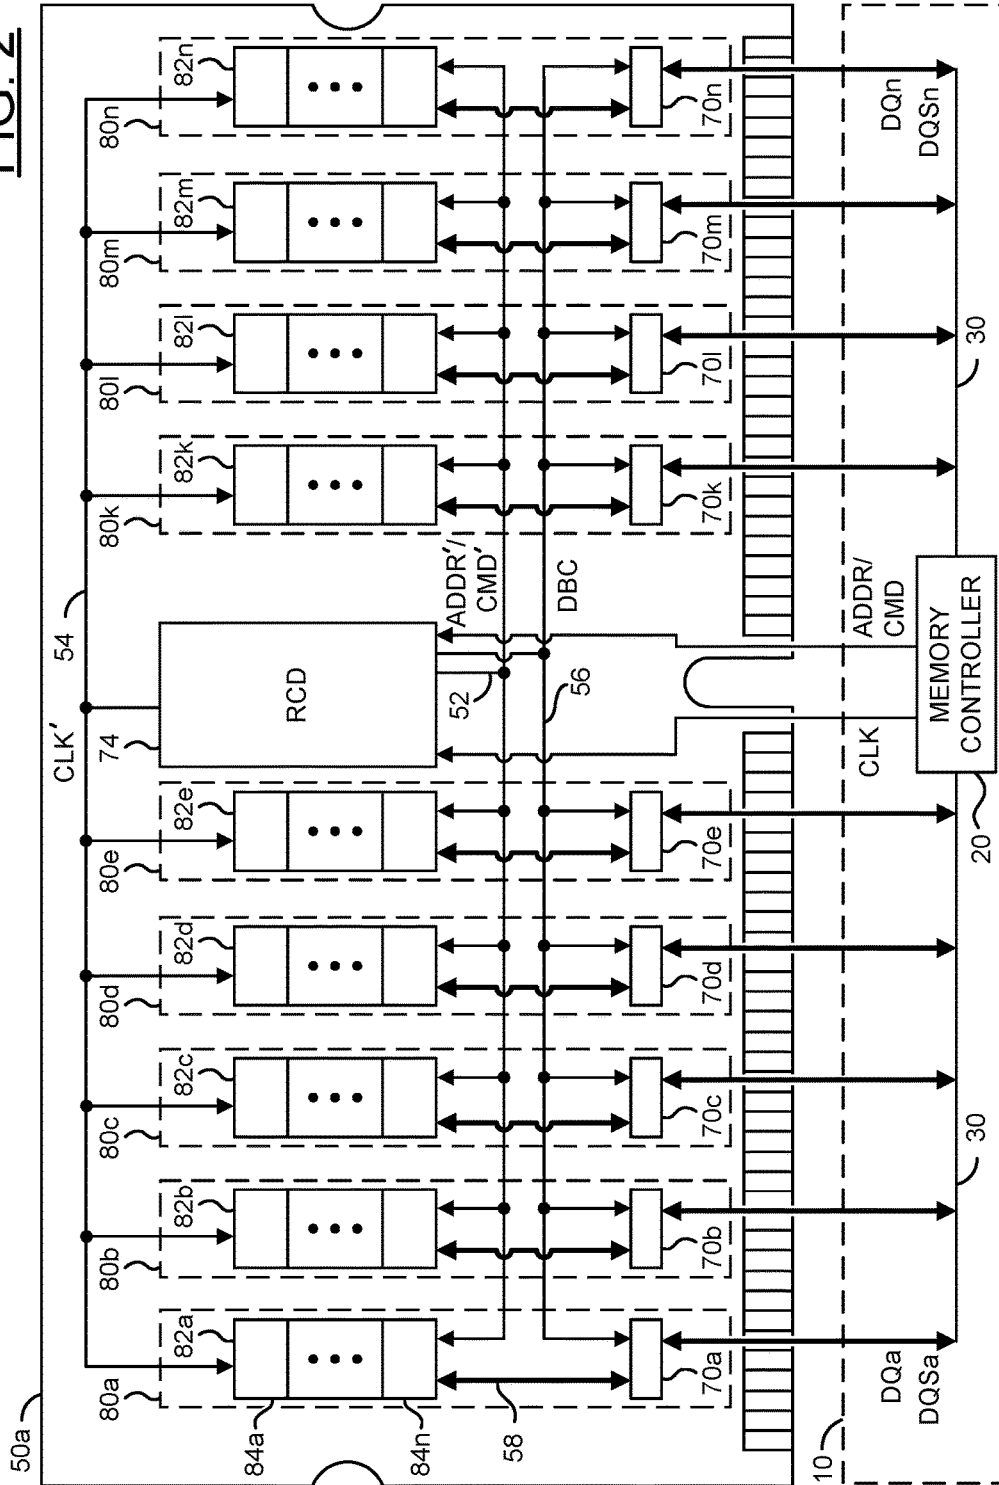 FIG. 2
50a
CLK'
54
80a
80b
80c
80d
80e
74
80k
80l
80m
80n
82a
82b
82c
82d
82e
RCD
82k
82l
82m
82n
84a
84n
58
52
ADDR'/
CMD'
56
DBC
70a
70b
70c
70d
70e
70k
70l
70m
70n
10
DQa
DQSa
CLK
ADDR/
CMD
DQn
DQSn
30
20
MEMORY
CONTROLLER
30